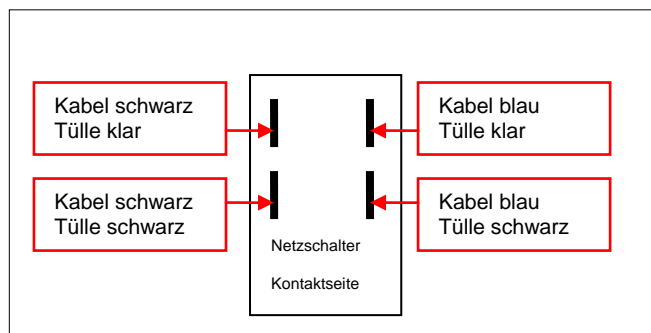 Kabel schwarz
Tülle klar
Kabel blau
Tülle klar
Kabel schwarz
Tülle schwarz
Kabel blau
Tülle schwarz
Netzschalter
Kontaktseite